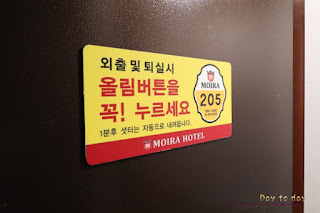 외출 및 퇴실시
올림버튼을
꼭! 누르세요
1분후 셧터는 자동으로 내려옵니다.
MOIRA
205
MOIRA HOTEL
Day to day